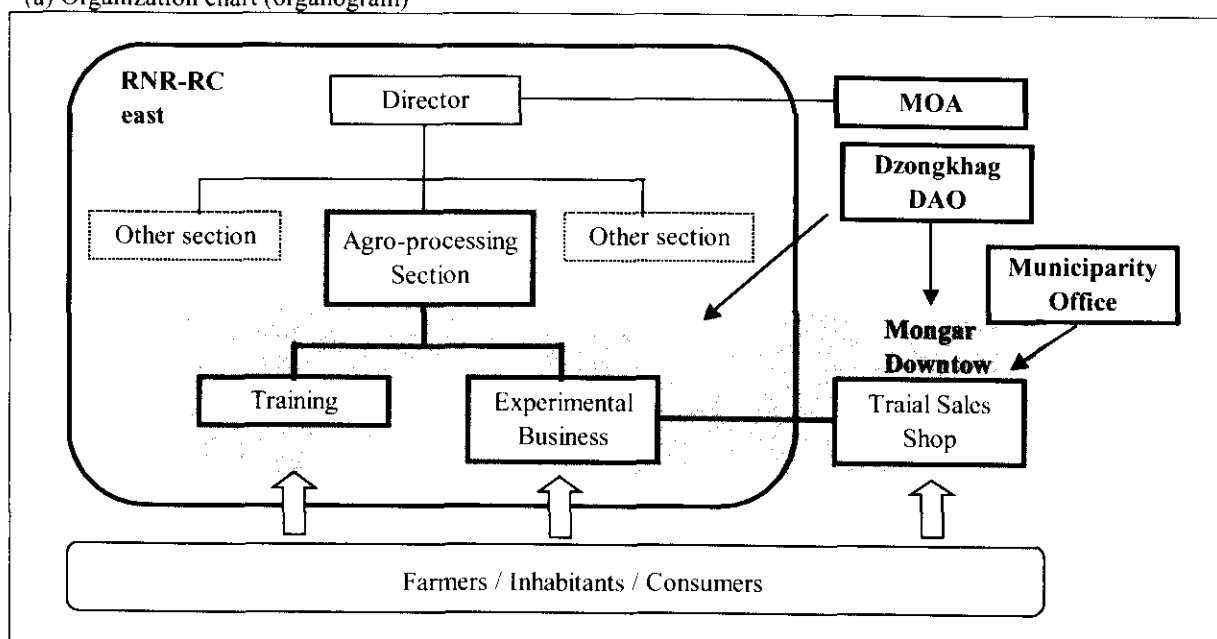 (a) Organization chart (organogram)
RNR-RC
east
Director
MOA
Dzongkhag
DAO
Other section
Agro-processing
Section
Other section
Municiparity
Office
Mongar
Downtow
Training
Experimental
Business
Traial Sales
Shop
Farmers / Inhabitants / Consumers